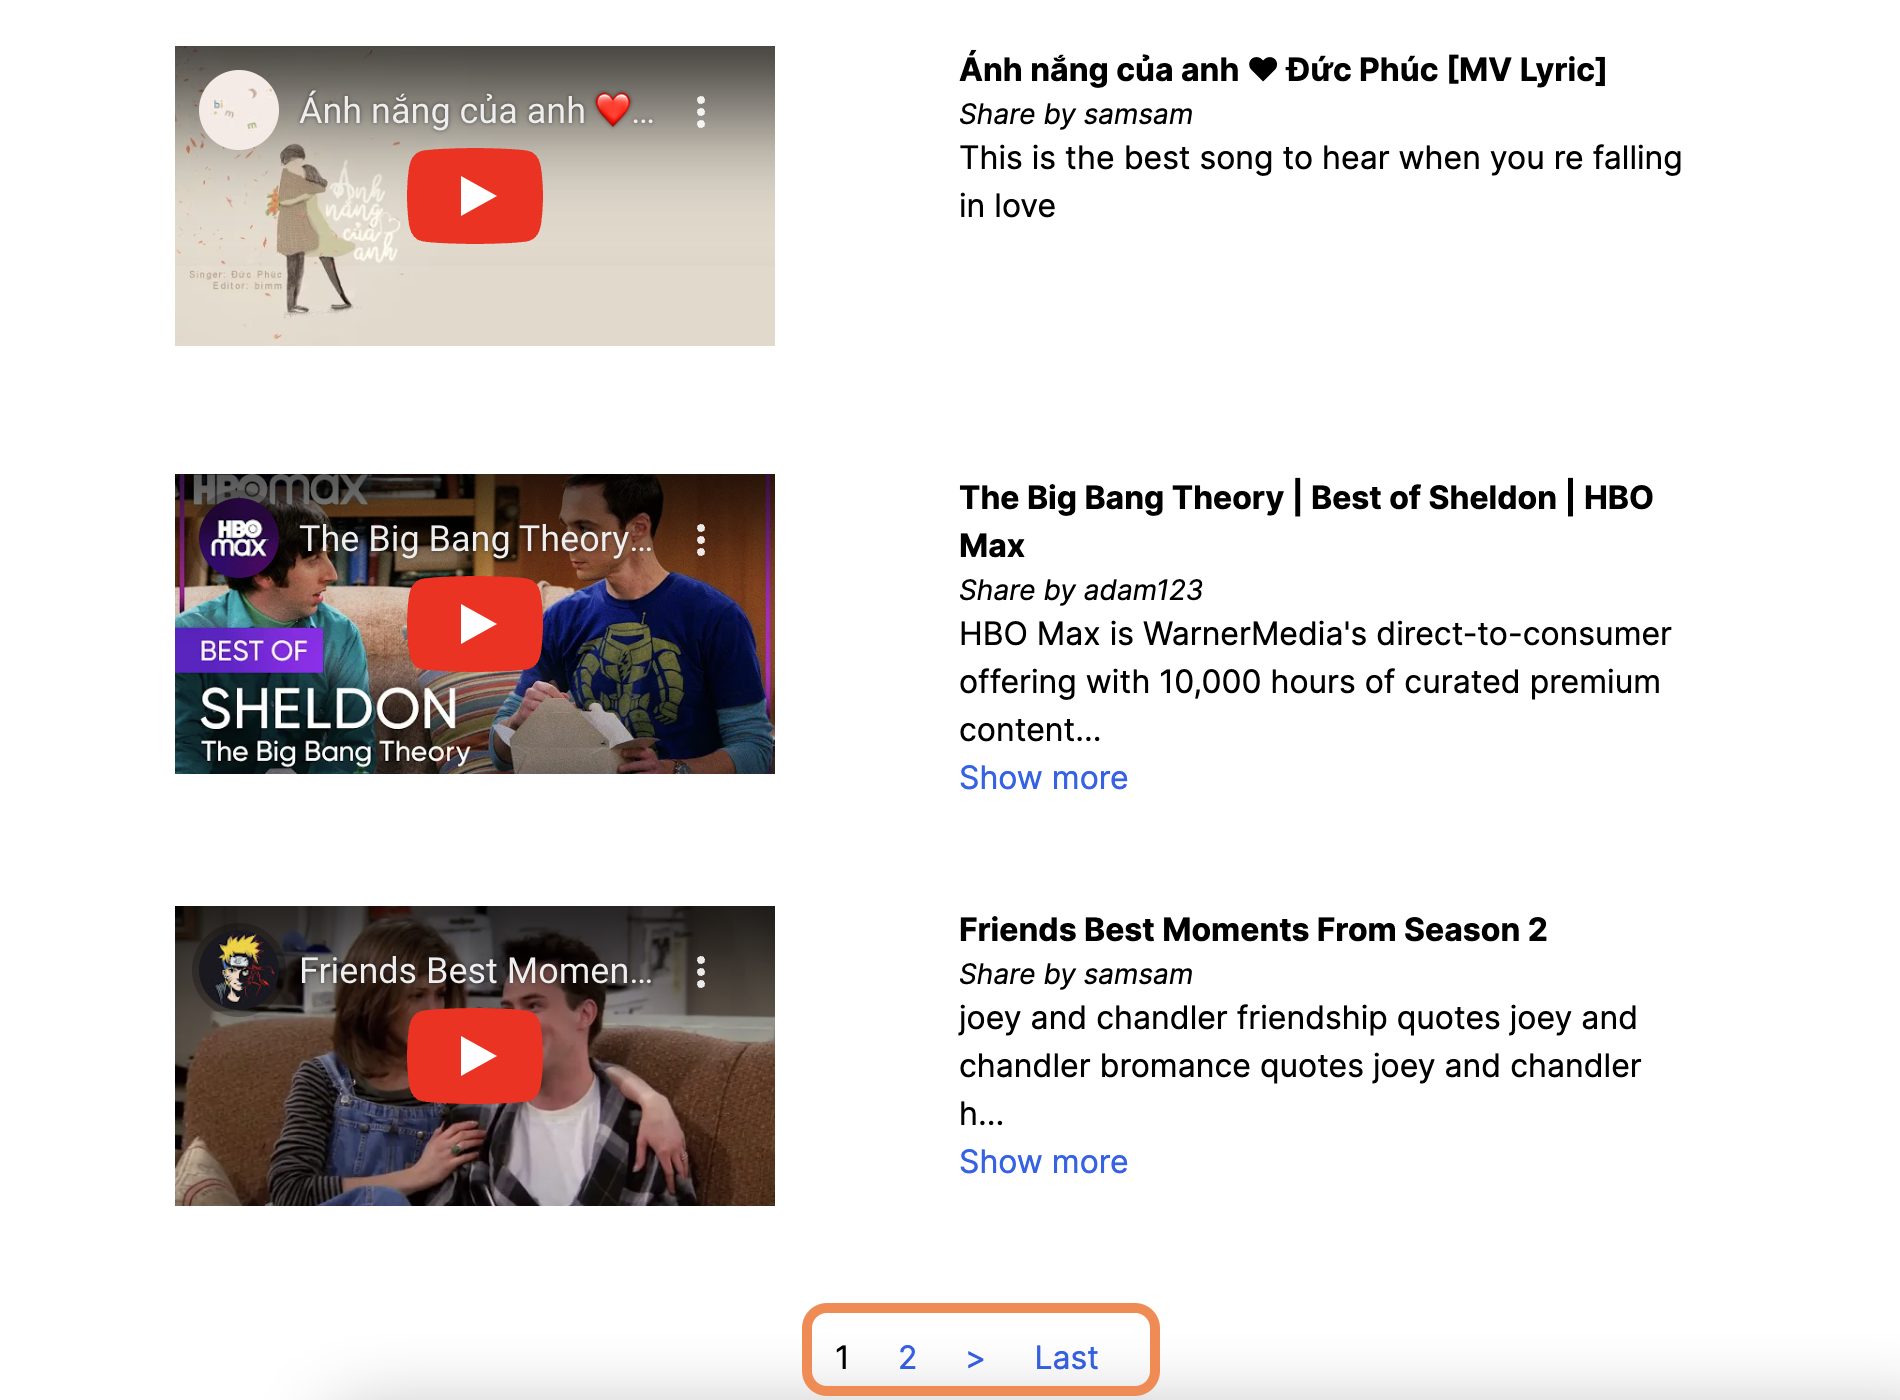 Ánh nắng của anh ❤️...
Ánh
nắng
của
anh
Singer: Đức Phúc
Editor: bimm
Ánh nắng của anh ♥ Đức Phúc [MV Lyric]
Share by samsam
This is the best song to hear when you re falling
in love
HBOmax
HBO
max
The Big Bang Theory...
BEST OF
SHELDON
The Big Bang Theory
The Big Bang Theory | Best of Sheldon | HBO
Max
Share by adam123
HBO Max is WarnerMedia's direct-to-consumer
offering with 10,000 hours of curated premium
content...
Show more
Friends Best Momen...
Friends Best Moments From Season 2
Share by samsam
joey and chandler friendship quotes joey and
chandler bromance quotes joey and chandler
h...
Show more
1 2 > Last